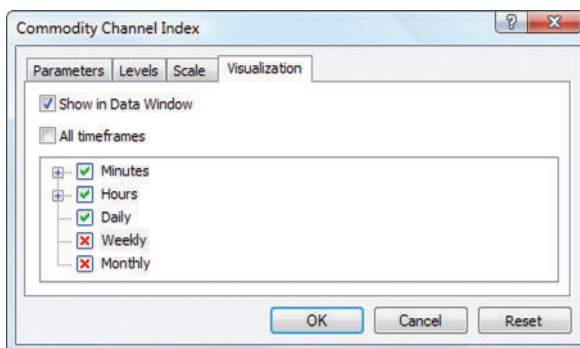 Commodity Channel Index
Parameters Levels Scale Visualization
Show in Data Window
All timeframes
Minutes
Hours
Daily
Weekly
Monthly
OK Cancel Reset